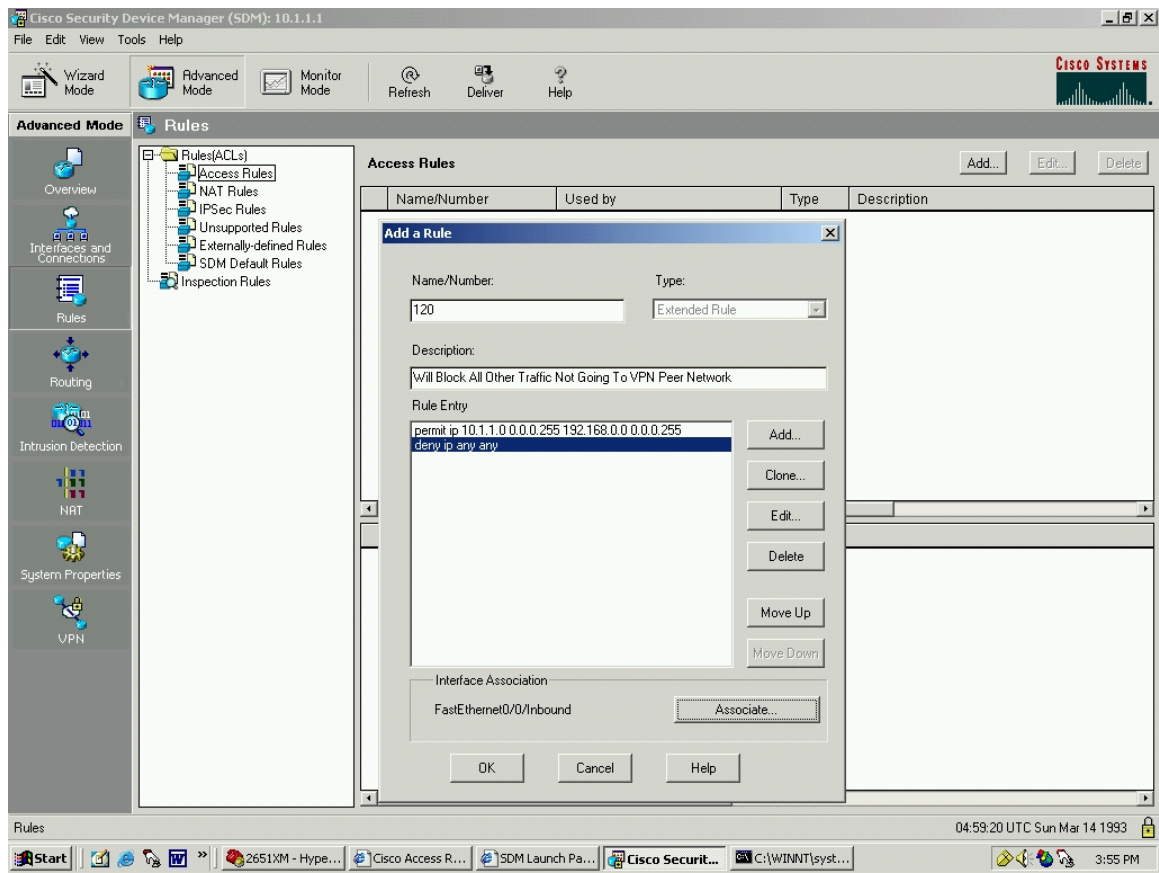 Cisco Security Device Manager (SDM): 10.1.1.1
File Edit View Tools Help
Wizard Mode
Advanced Mode
Monitor Mode
Refresh
Deliver
Help
CISCO SYSTEMS
Advanced Mode
Rules
Overview
Interfaces and Connections
Rules
Routing
Intrusion Detection
NAT
System Properties
VPN
Rules(ACLs)
Access Rules
NAT Rules
IPSec Rules
Unsupported Rules
Externally-defined Rules
SDM Default Rules
Inspection Rules
Access Rules
Add... Edit... Delete
Name/Number Used by Type Description
Add a Rule
Name/Number: Type:
120 Extended Rule
Description:
Will Block All Other Traffic Not Going To VPN Peer Network
Rule Entry
permit ip 10.1.1.0 0.0.0.255 192.168.0.0 0.0.0.255
deny ip any any
Add...
Clone...
Edit...
Delete
Move Up
Move Down
Interface Association
FastEthernet0/0/Inbound Associate...
OK Cancel Help
Rules 04:59:20 UTC Sun Mar 14 1993
Start 2651XM - Hype... Cisco Access R... SDM Launch Pa... Cisco Securit... C:\WINNT\syst... 3:55 PM